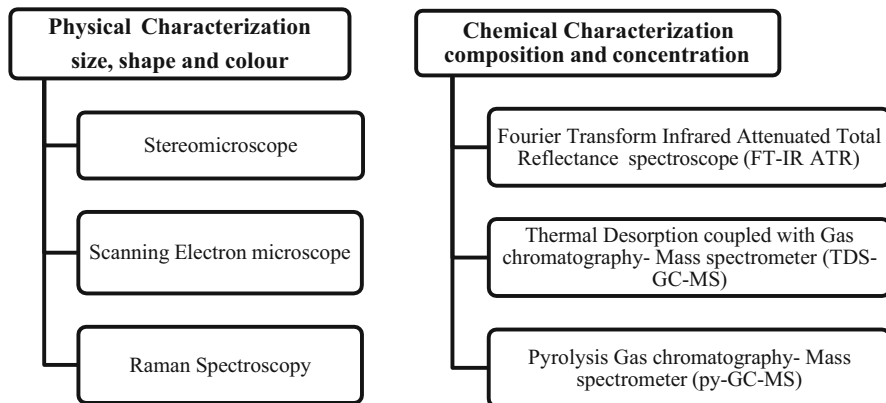 Physical Characterization
size, shape and colour
Stereomicroscope
Scanning Electron microscope
Raman Spectroscopy
Chemical Characterization
composition and concentration
Fourier Transform Infrared Attenuated Total
Reflectance spectroscope (FT-IR ATR)
Thermal Desorption coupled with Gas
chromatography- Mass spectrometer (TDS-
GC-MS)
Pyrolysis Gas chromatography- Mass
spectrometer (py-GC-MS)